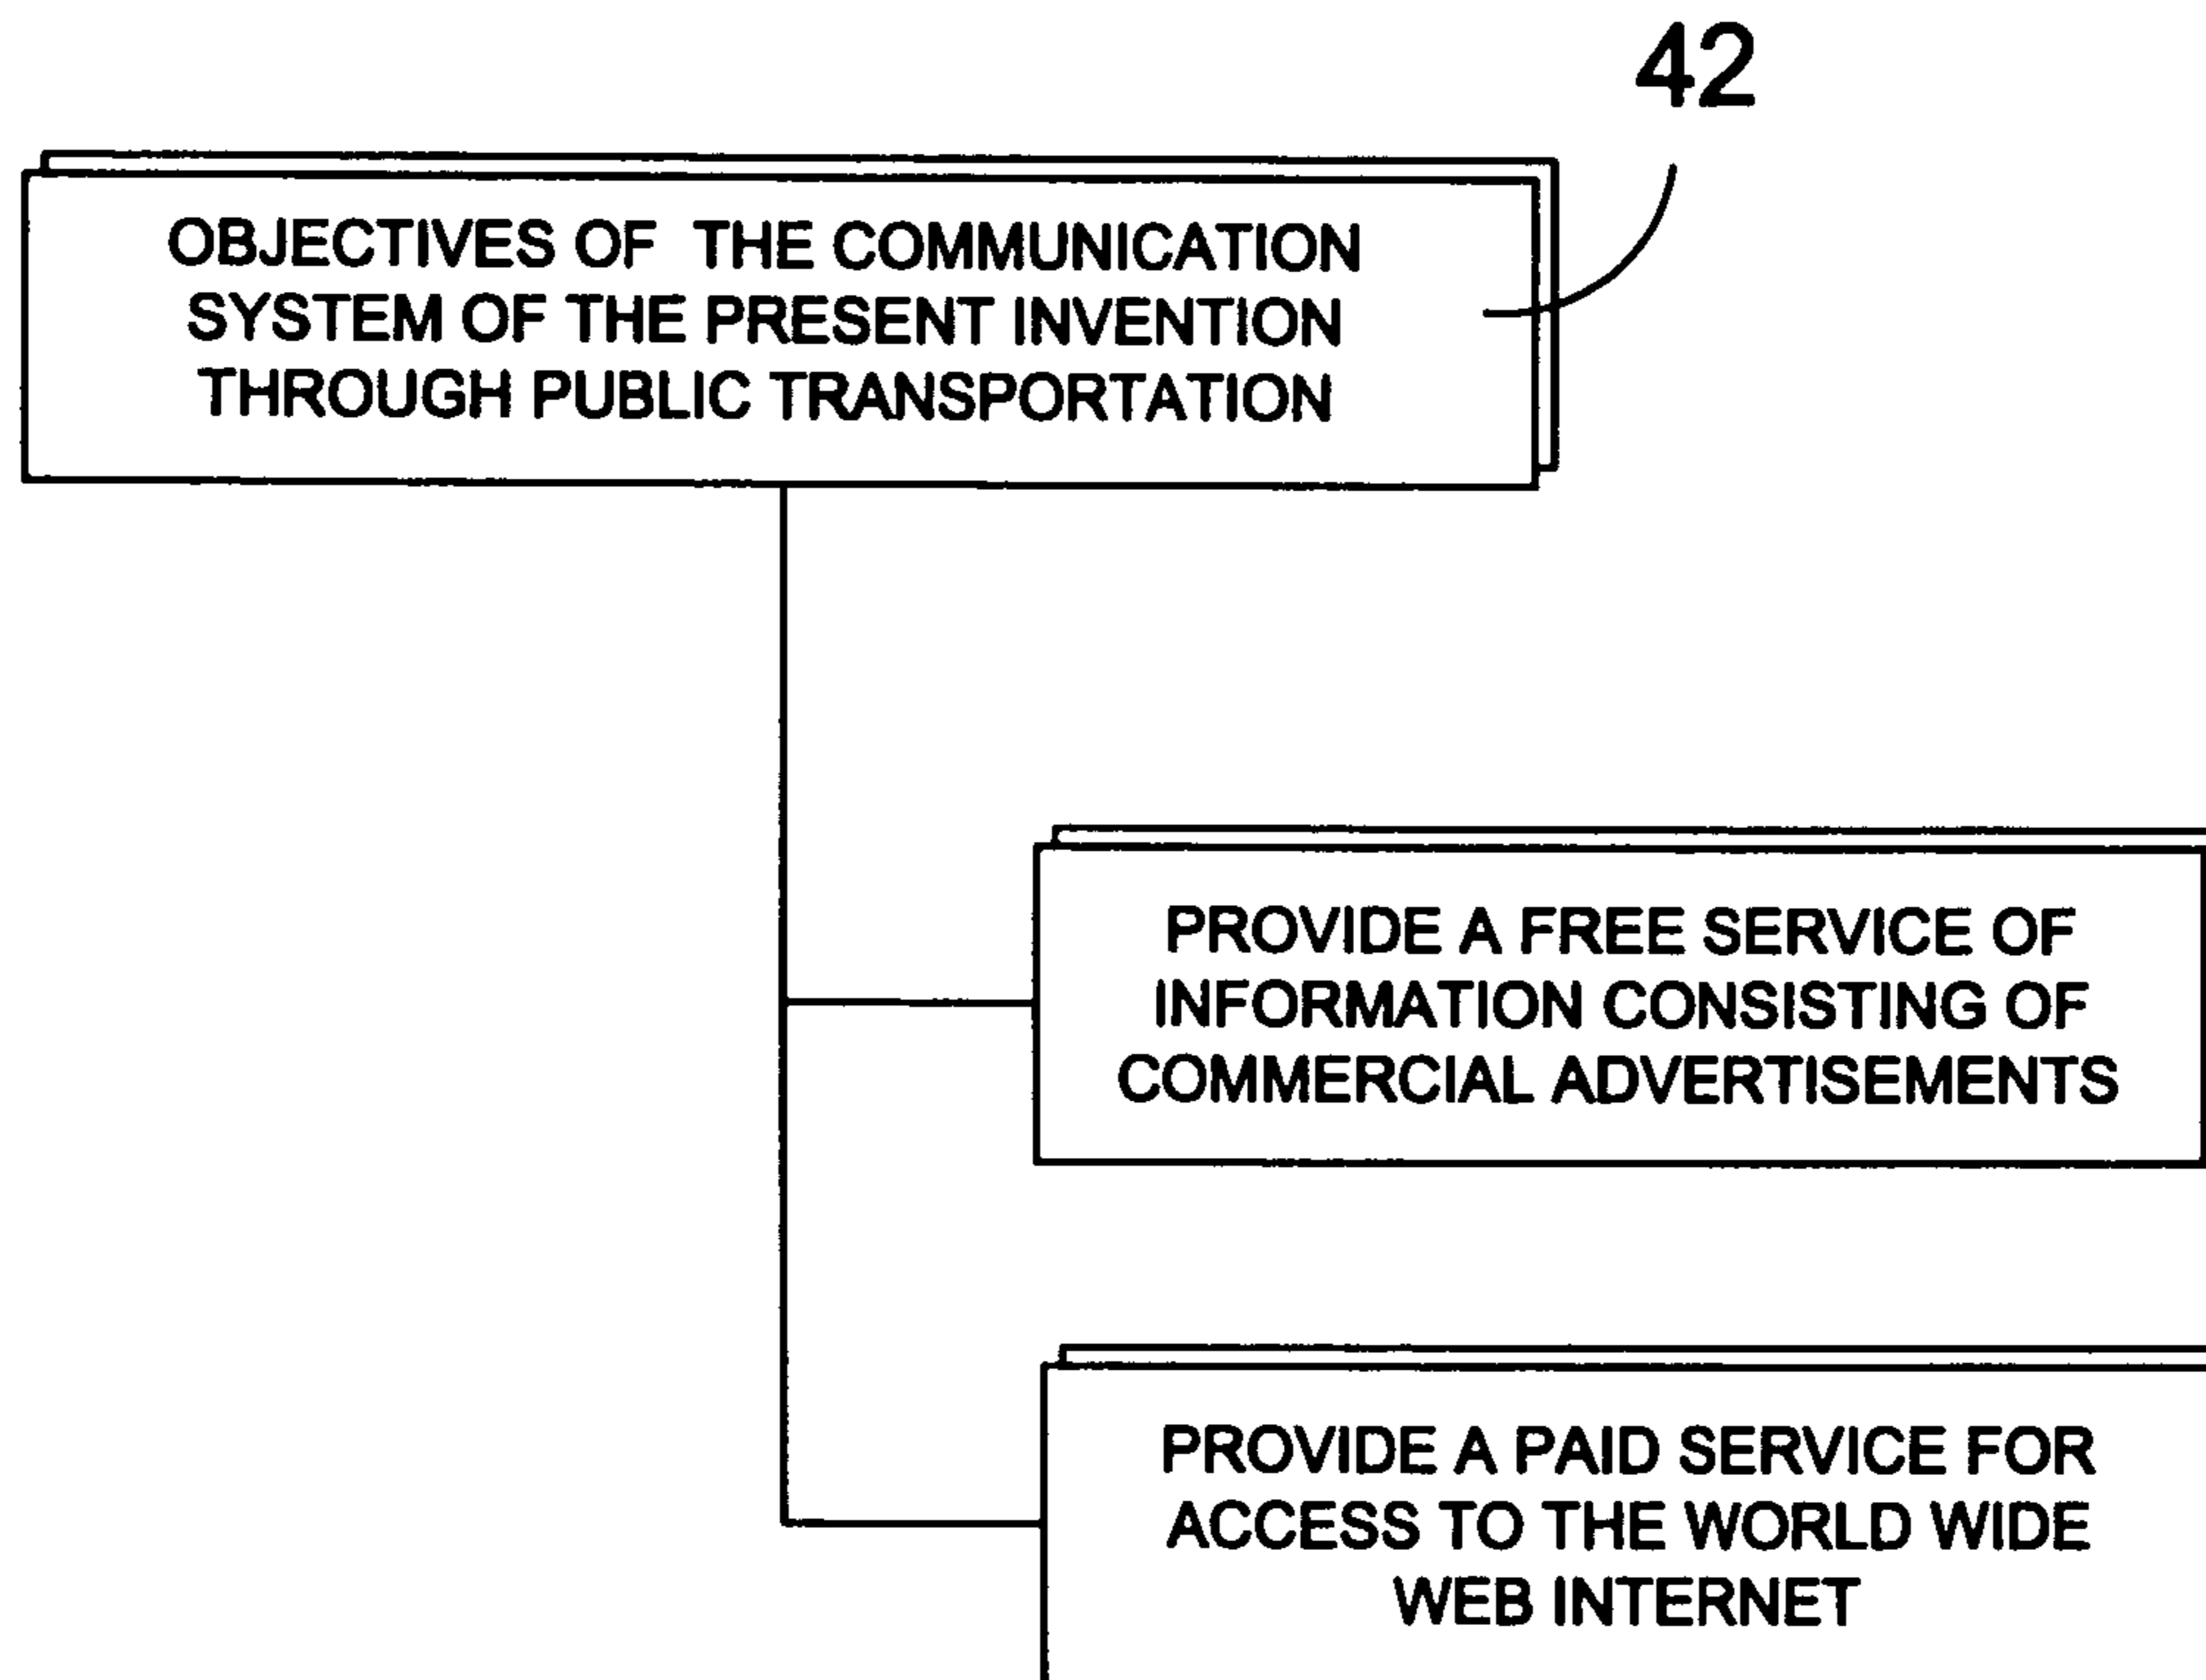 42
OBJECTIVES OF THE COMMUNICATION
SYSTEM OF THE PRESENT INVENTION
THROUGH PUBLIC TRANSPORTATION
PROVIDE A FREE SERVICE OF
INFORMATION CONSISTING OF
COMMERCIAL ADVERTISEMENTS
PROVIDE A PAID SERVICE FOR
ACCESS TO THE WORLD WIDE
WEB INTERNET